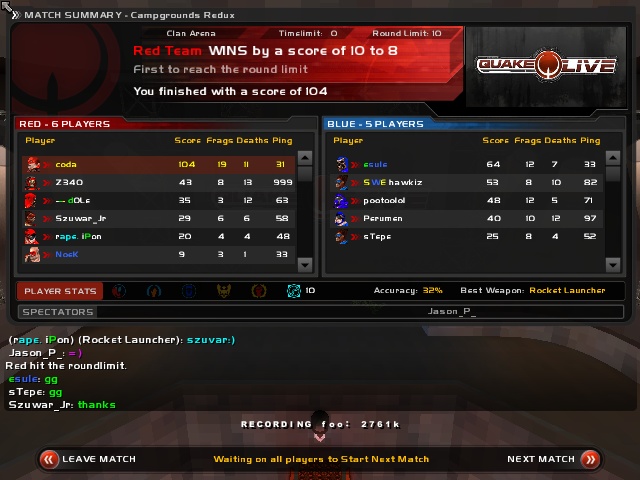 MATCH SUMMARY - Campgrounds Redux
Clan Arena Timelimit: 0 Round Limit: 10
Red Team WINS by a score of 10 to 8
First to reach the round limit
You finished with a score of 104
QUAKE LIVE
RED - 6 PLAYERS
Player Score Frags Deaths Ping
coda 104 19 11 31
Z340 43 8 13 999
— dOLe 35 3 12 63
Szuwar_Jr 29 6 6 58
rape. iPon 20 4 4 48
NoeK 9 3 1 33
BLUE - 5 PLAYERS
Player Score Frags Deaths Ping
esule 64 12 7 33
SWE hawkiz 53 8 10 82
pootoolol 48 12 5 71
Perumen 40 10 12 97
sTepe 25 8 4 52
PLAYER STATS 10 Accuracy: 32% Best Weapon: Rocket Launcher
SPECTATORS Jason_P_
(rape. iPon) (Rocket Launcher): szuvar:)
Jason_P_: =)
Red hit the roundlimit.
esule: gg
sTepe: gg
Szuwar_Jr: thanks
RECORDING foo: 2761k
LEAVE MATCH Waiting on all players to Start Next Match NEXT MATCH